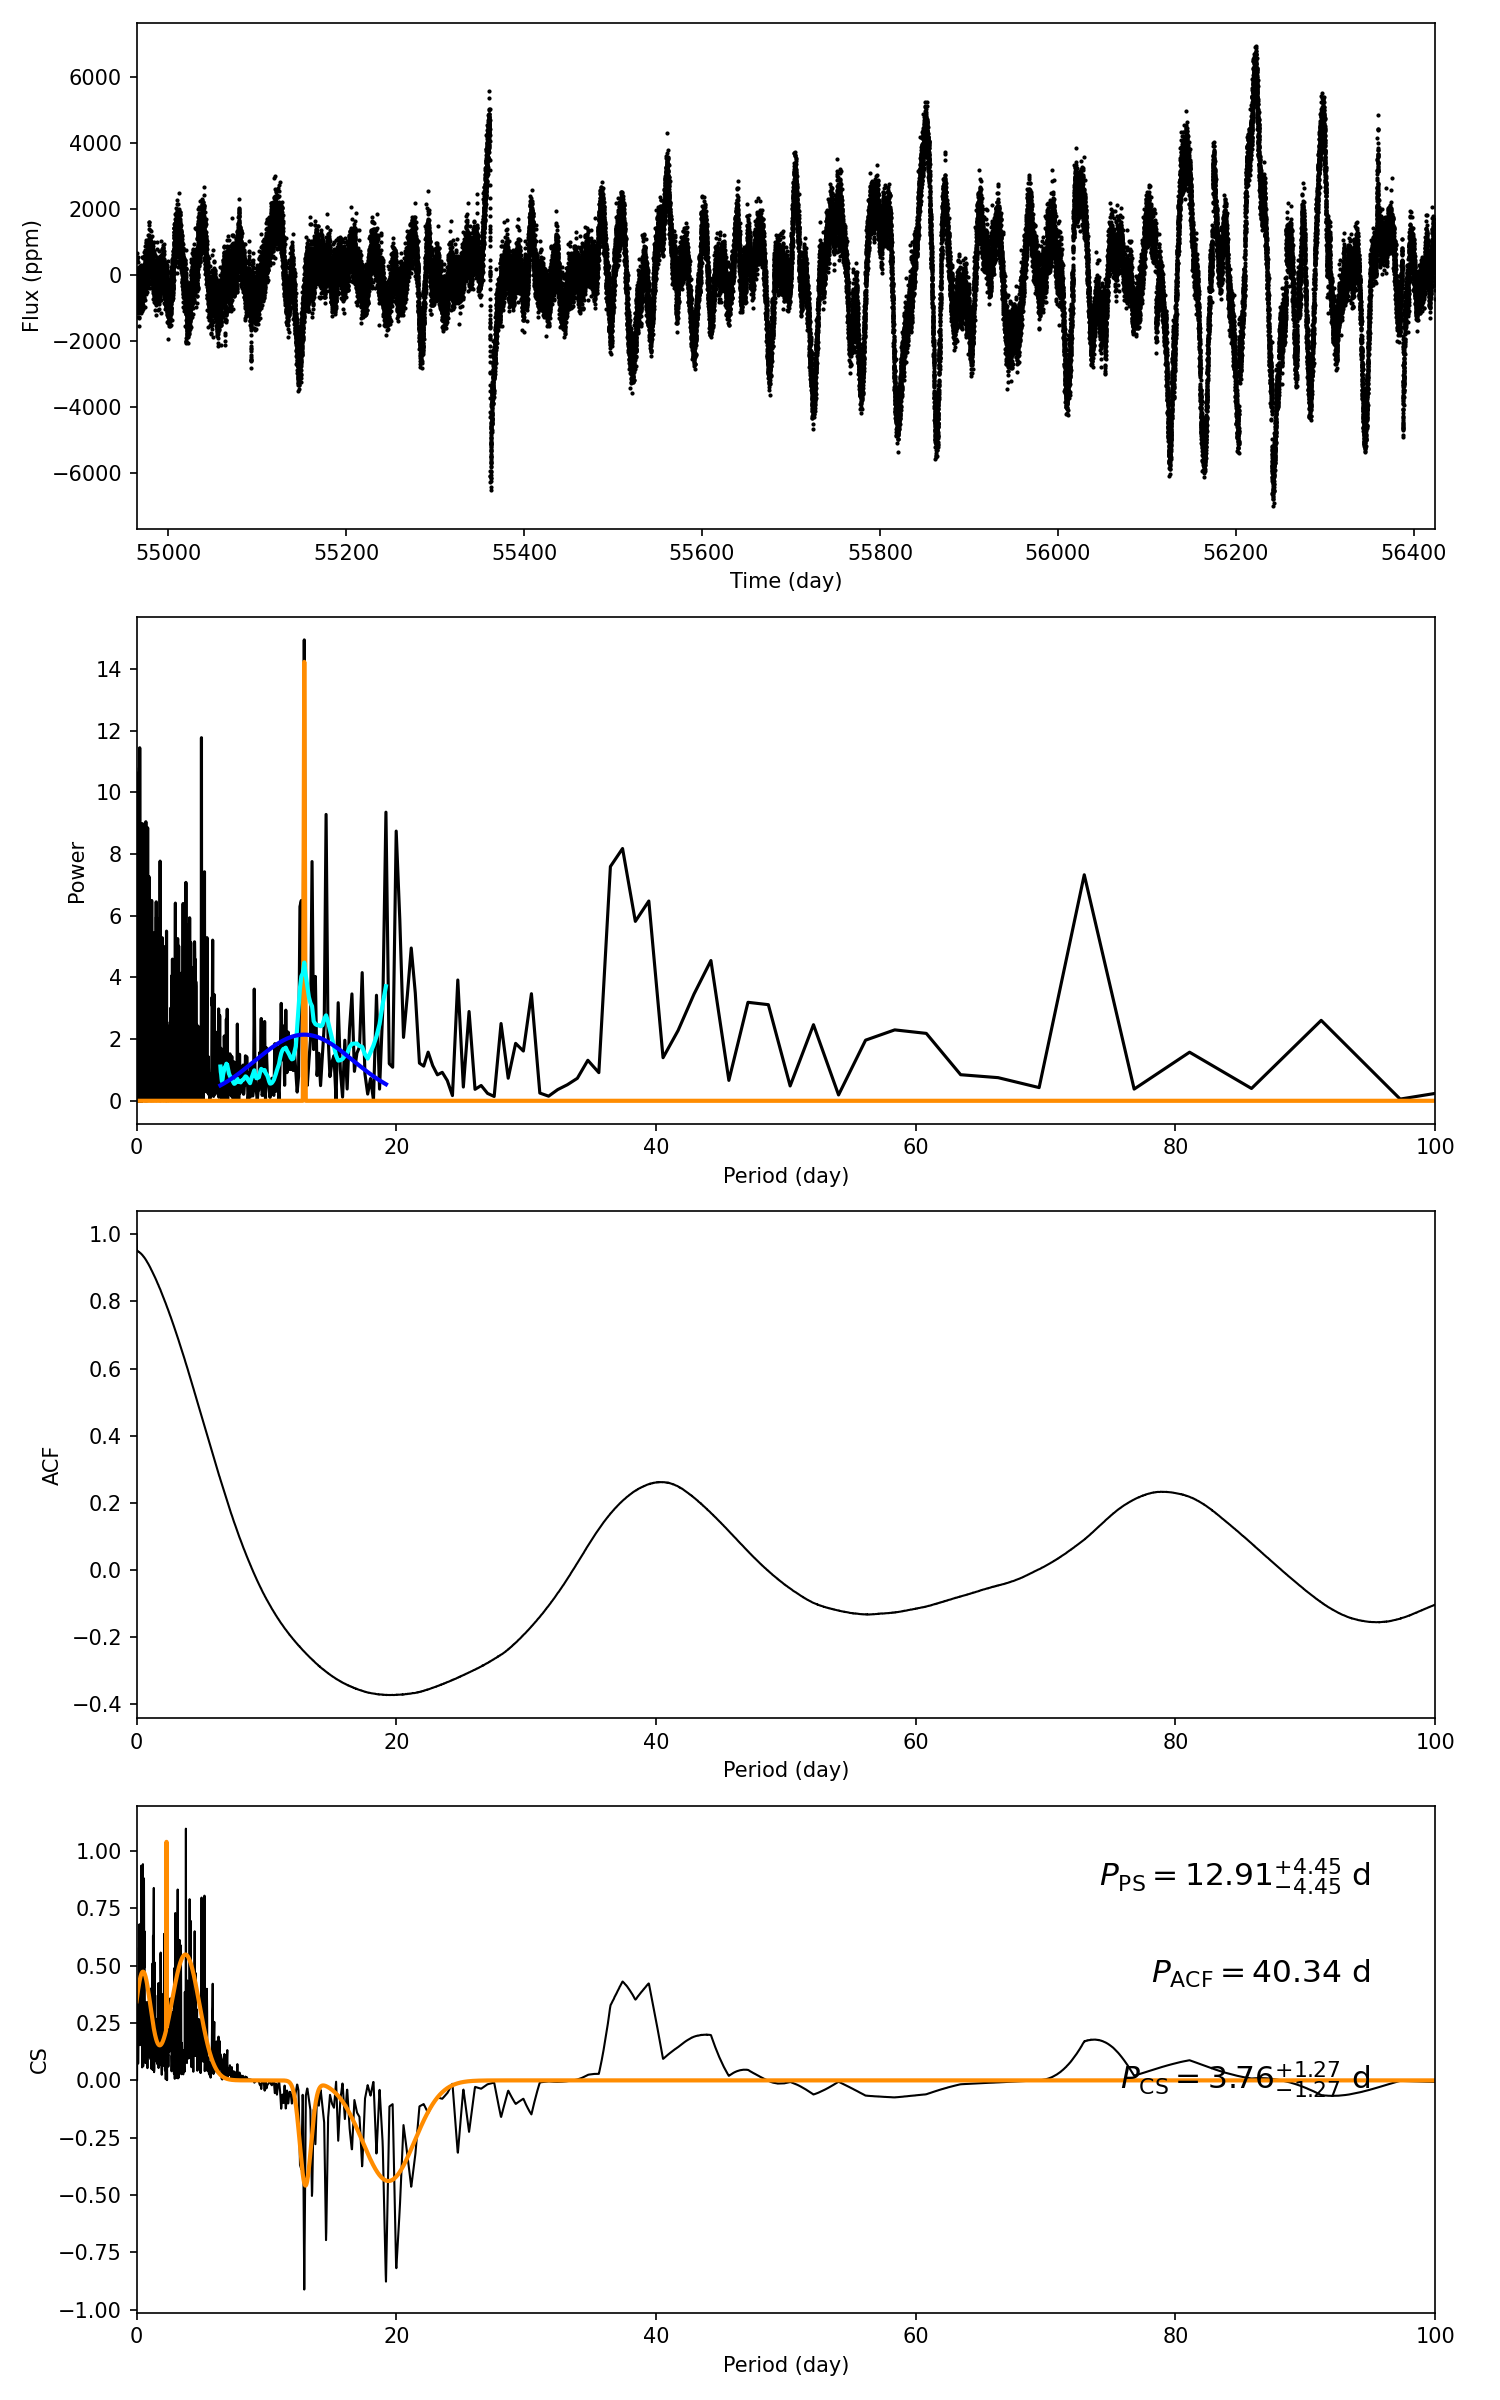 6000
4000
2000
0
−2000
−4000
−6000
Flux (ppm)
55000 55200 55400 55600 55800 56000 56200 56400
Time (day)
14
12
10
8
6
4
2
0
Power
0 20 40 60 80 100
Period (day)
1.0
0.8
0.6
0.4
0.2
0.0
−0.2
−0.4
ACF
0 20 40 60 80 100
Period (day)
1.00
0.75
0.50
0.25
0.00
−0.25
−0.50
−0.75
−1.00
CS
P_PS = 12.91 +4.45 −4.45 d
P_ACF = 40.34 d
P_CS = 3.76 +1.27 −1.27 d
0 20 40 60 80 100
Period (day)